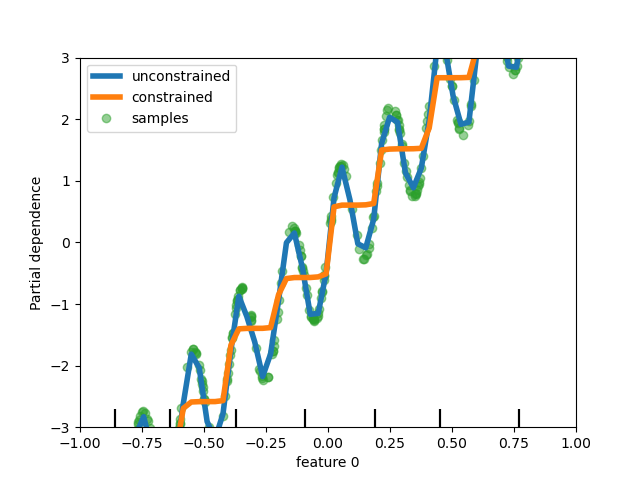 unconstrained
constrained
samples
Partial dependence
3
2
1
0
−1
−2
−3
−1.00 −0.75 −0.50 −0.25 0.00 0.25 0.50 0.75 1.00
feature 0